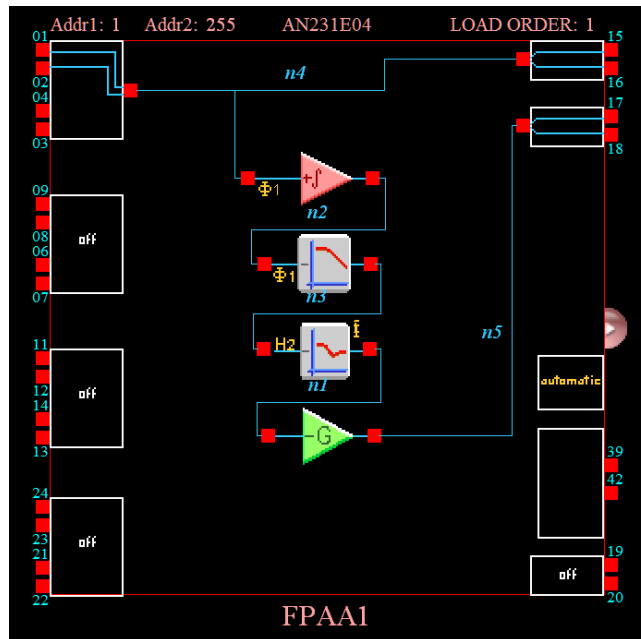 Addr1: 1 Addr2: 255 AN231E04 LOAD ORDER: 1
01
02
04
03
09
08
06
07
11
12
14
13
24
23
21
22
off
off
off
n4
Φ1
+∫
n2
Φ1
n3
H2
n1
-G
n5
15
16
17
18
automatic
39
42
19
20
off
FPAA1